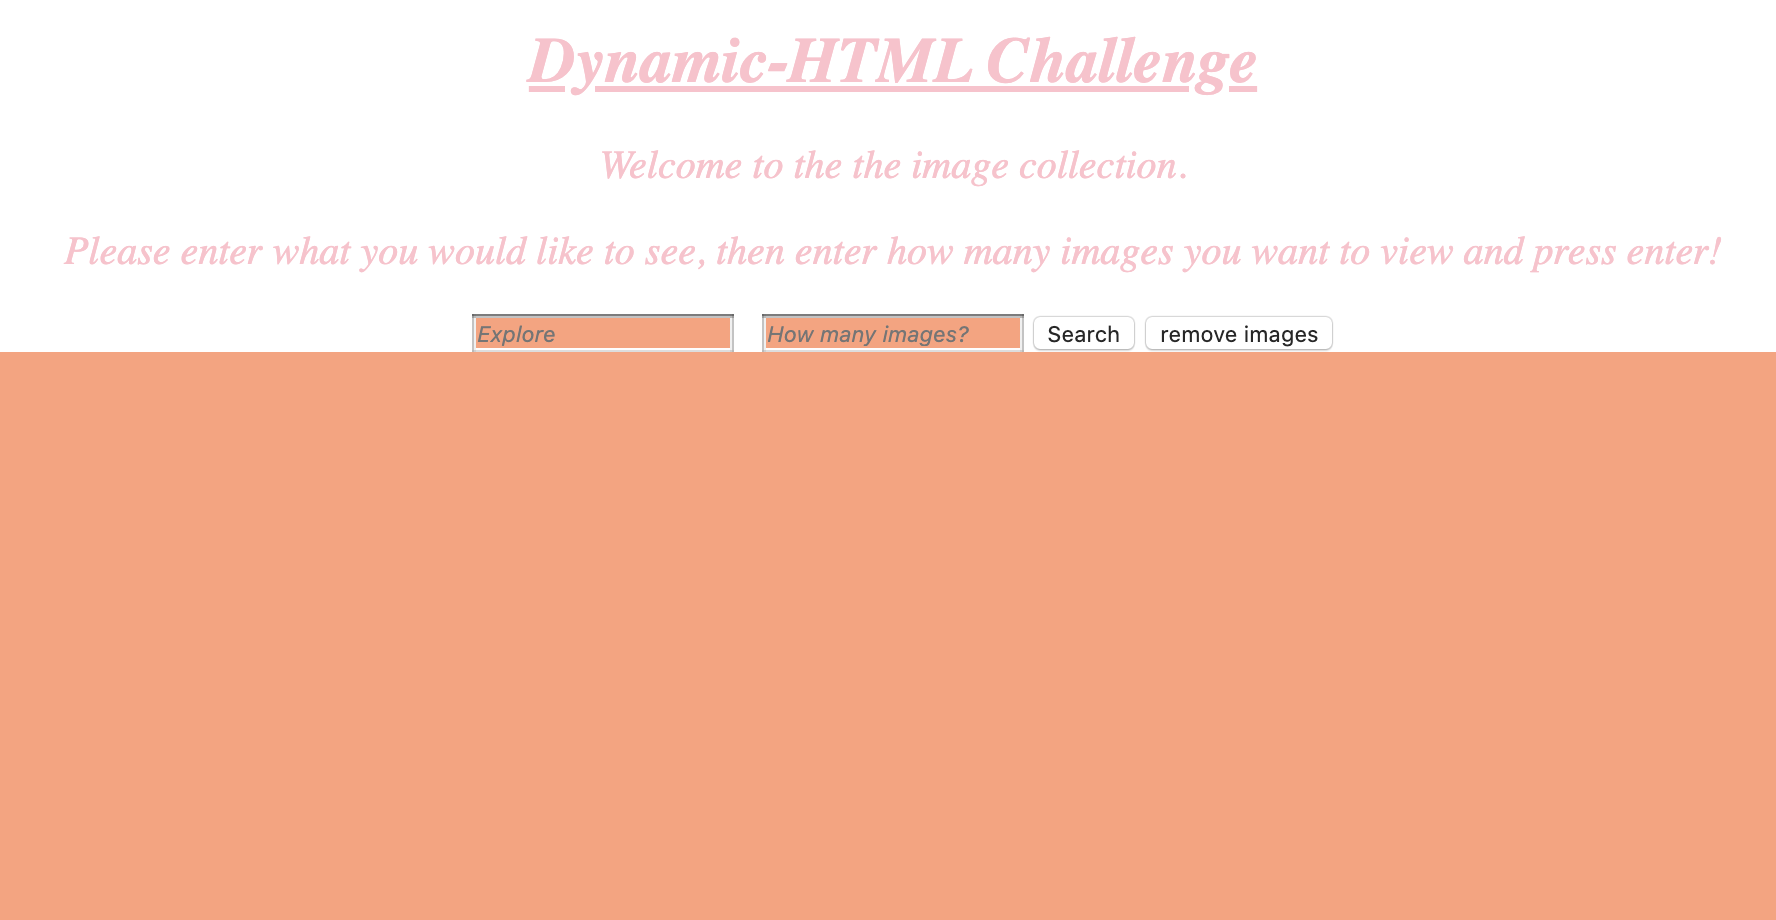 Dynamic-HTML Challenge
Welcome to the the image collection.
Please enter what you would like to see, then enter how many images you want to view and press enter!
Explore How many images? Search remove images